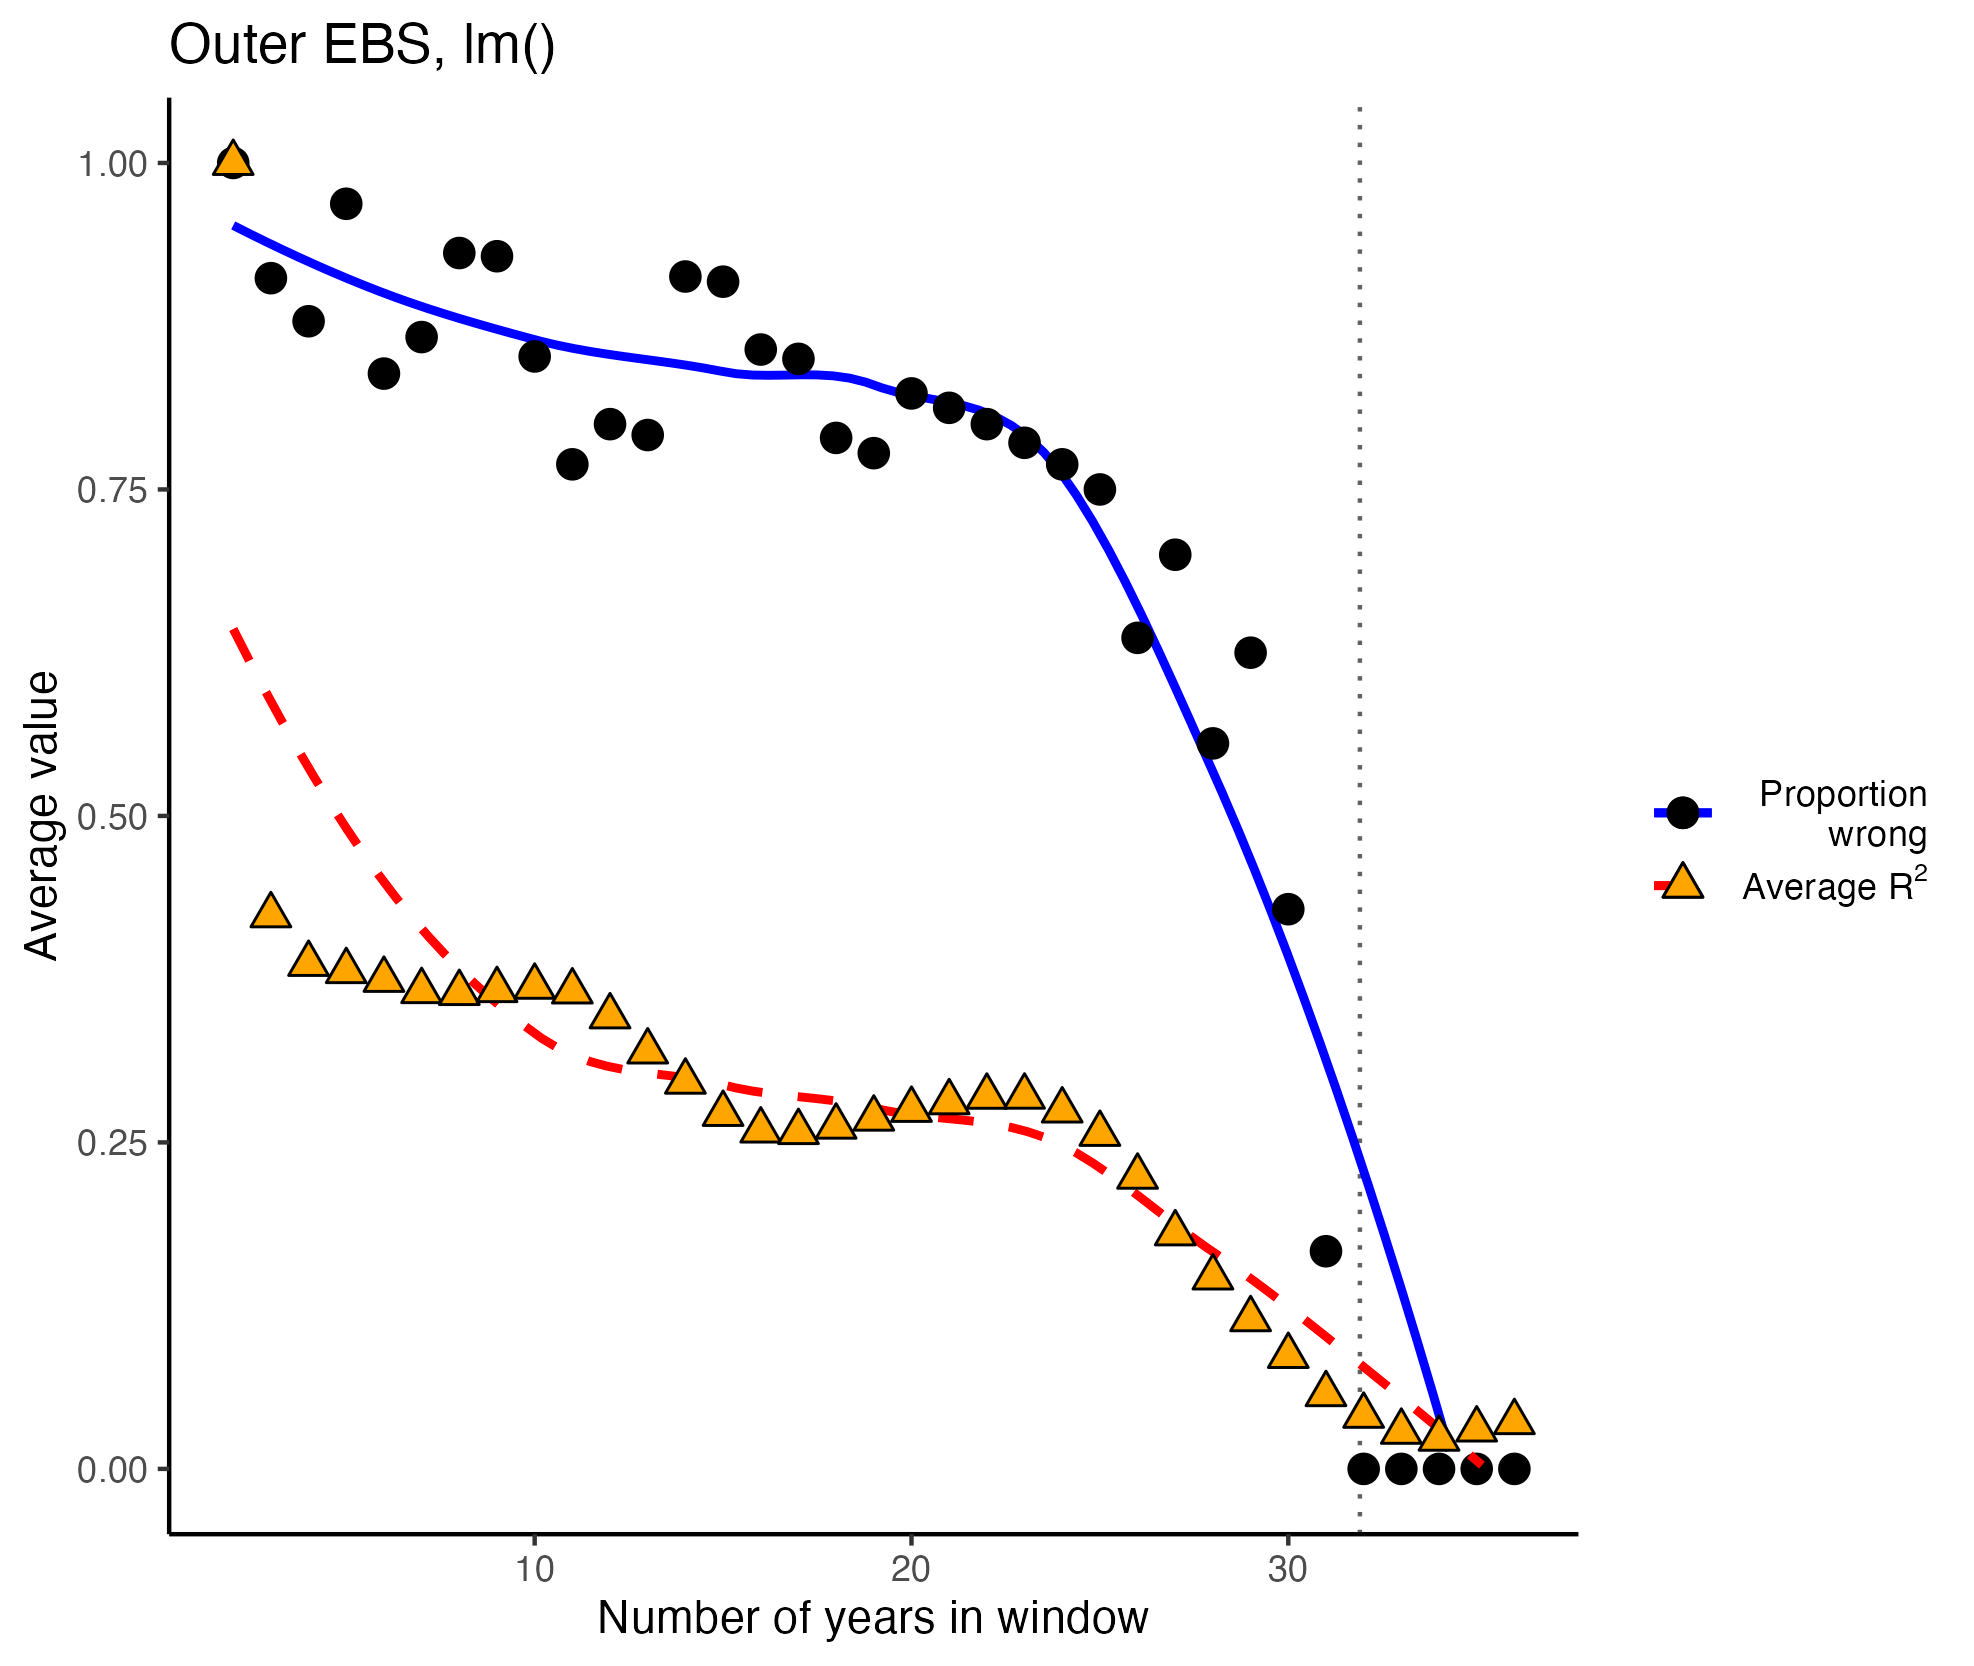 Outer EBS, lm()
1.00
0.75
0.50
0.25
0.00
Average value
10 20 30
Number of years in window
Proportion
wrong
Average R²